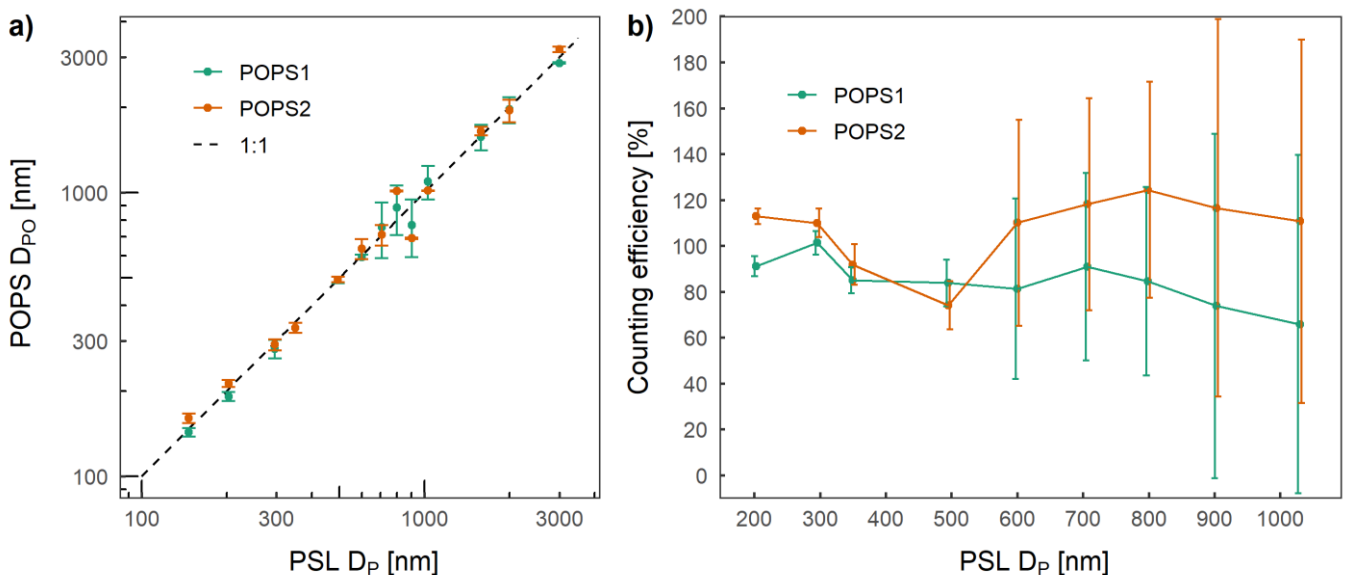 a)
POPS1
POPS2
1:1
3000
1000
300
100
POPS D_PO [nm]
100 300 1000 3000
PSL D_P [nm]
b)
POPS1
POPS2
200
180
160
140
120
100
80
60
40
20
0
Counting efficiency [%]
200 300 400 500 600 700 800 900 1000
PSL D_P [nm]